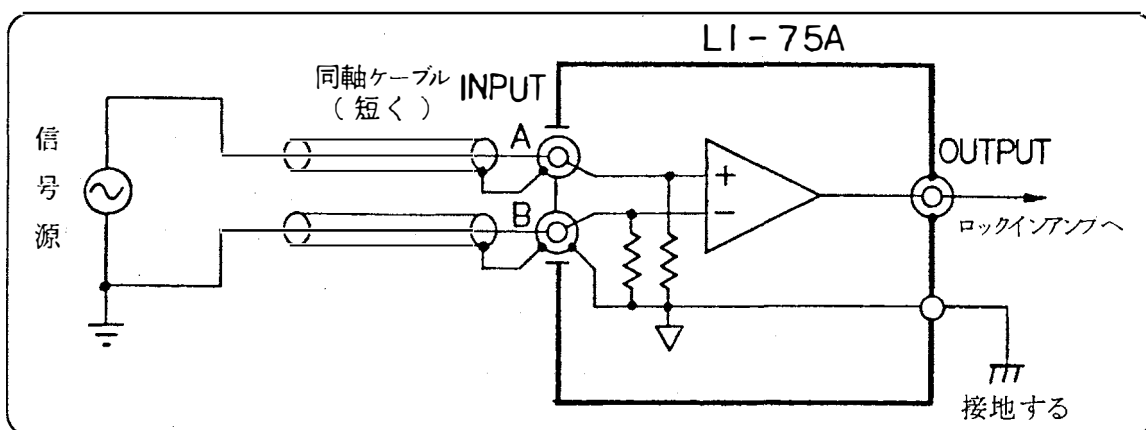 LI-75A
同軸ケーブル
(短く)
INPUT
A
信号源
B
+
−
OUTPUT
ロックインアンプへ
接地する